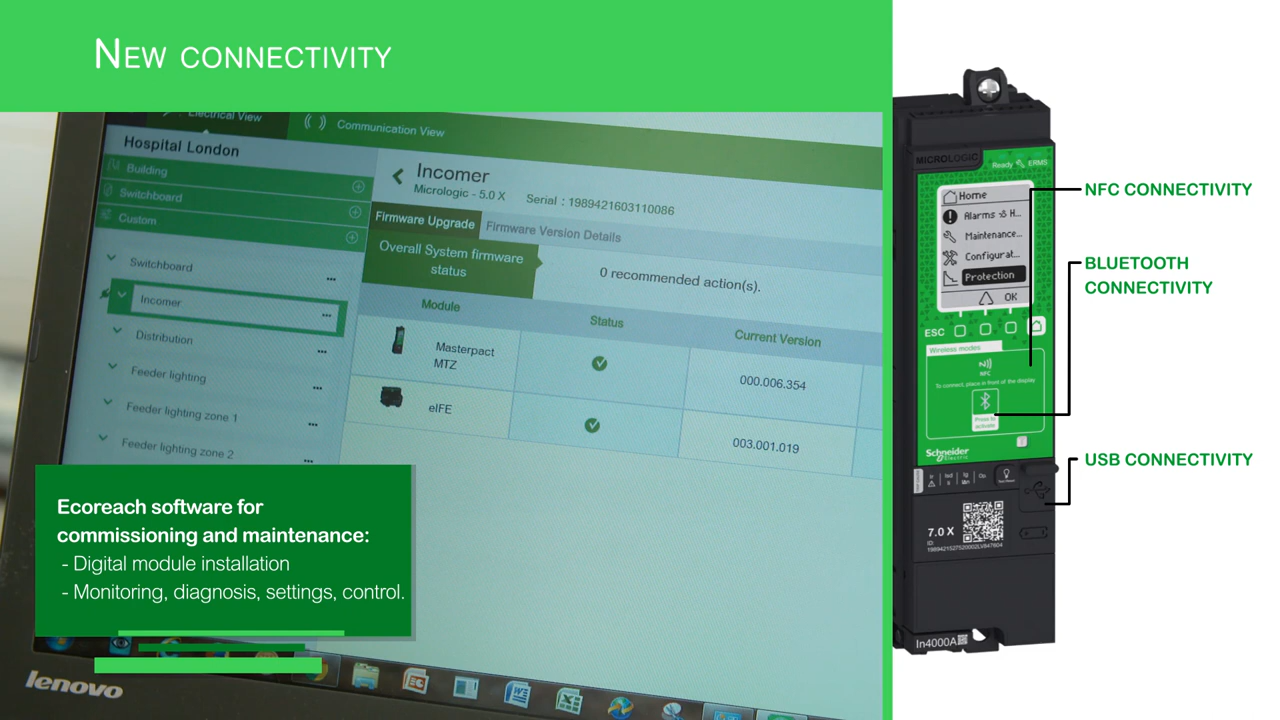 New connectivity
Electrical View
Communication View
Hospital London
Building
Switchboard
Custom
Switchboard
Incomer
Distribution
Feeder lighting
Feeder lighting zone 1
Feeder lighting zone 2
Incomer
Micrologic - 5.0 X Serial : 1989421603110086
Firmware Upgrade Firmware Version Details
Overall System firmware
status
0 recommended action(s).
Module Status Current Version
Masterpact
MTZ
000.006.354
eIFE
003.001.019
Ecoreach software for
commissioning and maintenance:
- Digital module installation
- Monitoring, diagnosis, settings, control.
lenovo
MICROLOGIC
Ready ERMS
Home
Alarms & H...
Maintenance...
Configurat...
Protection
OK
ESC
Wireless modes:
NFC
To connect, place in front of the display
Press to
activate
Schneider
Electric
7.0 X
ID:
In4000A
NFC CONNECTIVITY
BLUETOOTH
CONNECTIVITY
USB CONNECTIVITY